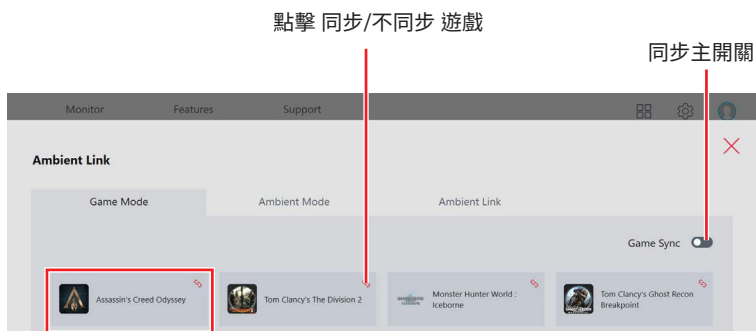 點擊 同步/不同步 遊戲
同步主開關
Monitor Features Support
Ambient Link
Game Mode Ambient Mode Ambient Link
Game Sync
Assassin's Creed Odyssey
Tom Clancy's The Division 2
Monster Hunter World :
Iceborne
Tom Clancy's Ghost Recon
Breakpoint